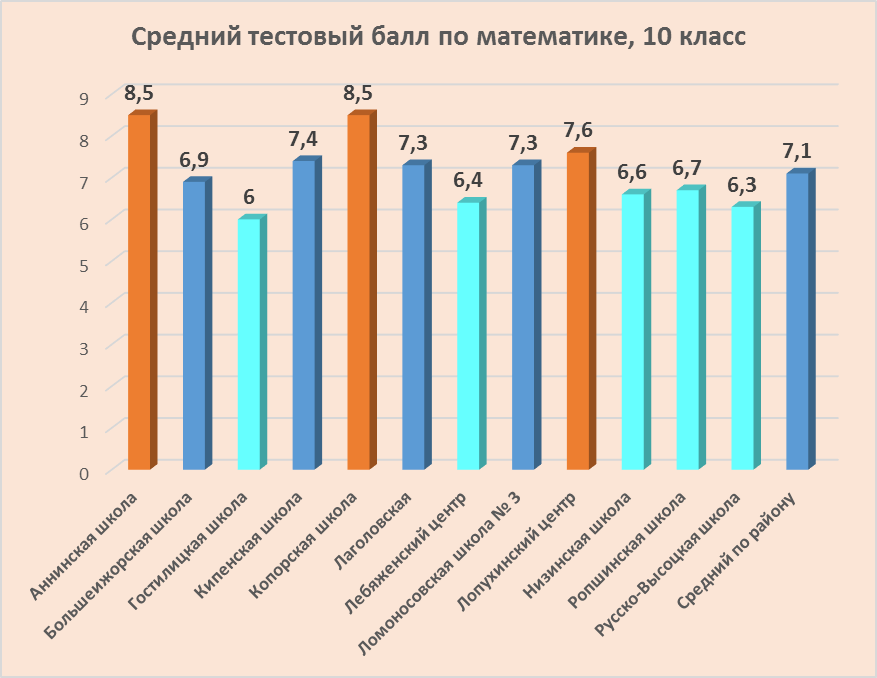 Средний тестовый балл по математике, 10 класс
9
8
7
6
5
4
3
2
1
0
8,5
6,9
6
7,4
8,5
7,3
6,4
7,3
7,6
6,6
6,7
6,3
7,1
Аннинская школа
Большеижорская школа
Гостилицкая школа
Кипенская школа
Копорская школа
Лаголовская
Лебяженский центр
Ломоносовская школа № 3
Лопухинский центр
Низинская школа
Ропшинская школа
Русско-Высоцкая школа
Средний по району